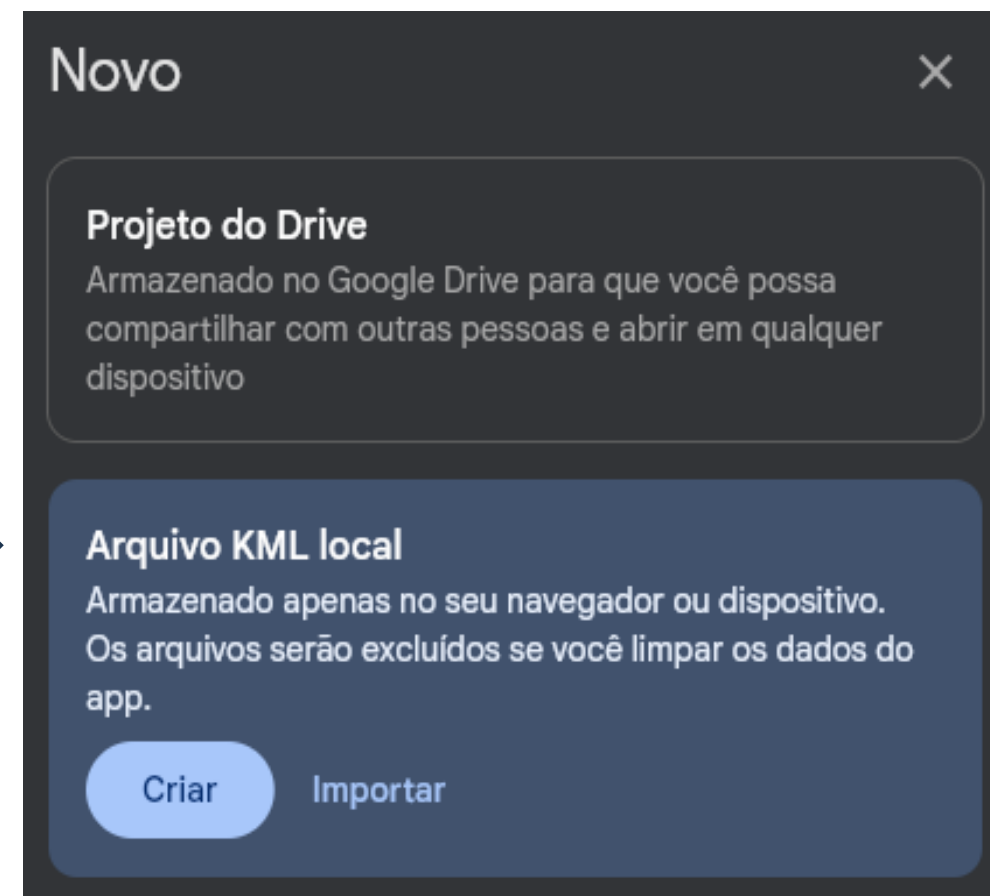 Novo
Projeto do Drive
Armazenado no Google Drive para que você possa
compartilhar com outras pessoas e abrir em qualquer
dispositivo
Arquivo KML local
Armazenado apenas no seu navegador ou dispositivo.
Os arquivos serão excluídos se você limpar os dados do
app.
Criar Importar